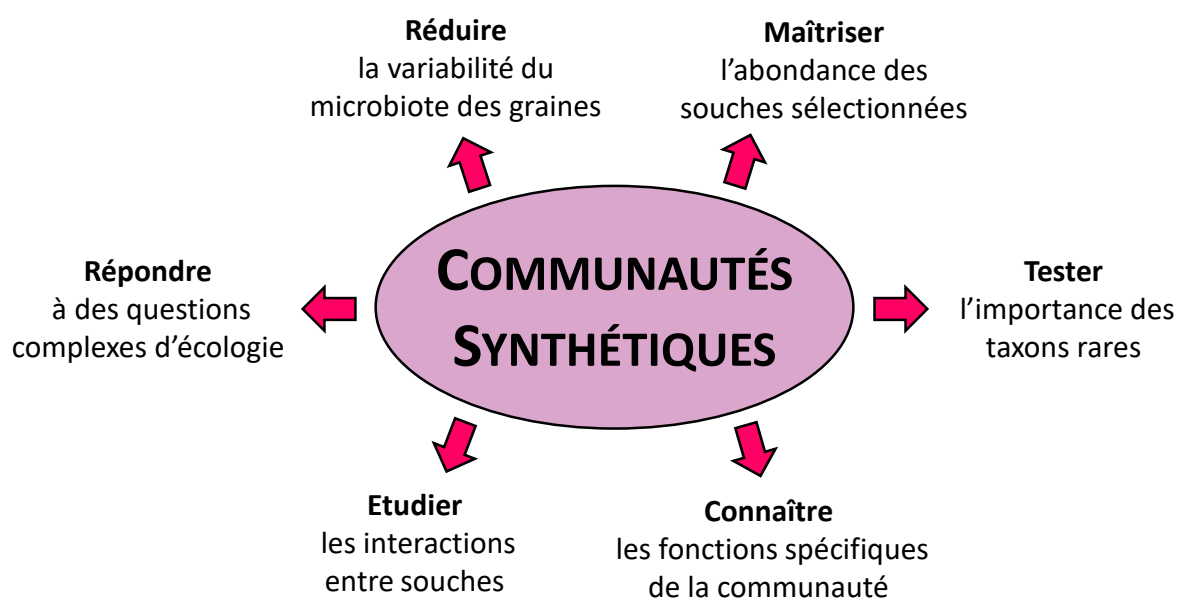 Réduire
la variabilité du
microbiote des graines
Maîtriser
l'abondance des
souches sélectionnées
Répondre
à des questions
complexes d'écologie
COMMUNAUTÉS
SYNTHÉTIQUES
Tester
l'importance des
taxons rares
Etudier
les interactions
entre souches
Connaître
les fonctions spécifiques
de la communauté